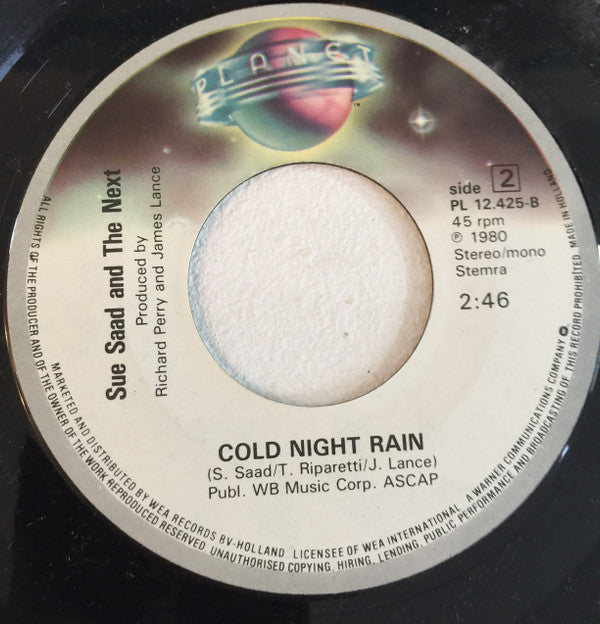 PLANET
TM
Sue Saad and The Next
Produced by
Richard Perry and James Lance
side 2
PL 12.425-B
45 rpm
℗ 1980
Stereo/mono
Stemra
2:46
COLD NIGHT RAIN
(S. Saad/T. Riparetti/J. Lance)
Publ. WB Music Corp. ASCAP
ALL RIGHTS OF THE PRODUCER AND OF THE OWNER OF THE WORK REPRODUCED RESERVED. UNAUTHORISED COPYING, HIRING, LENDING, PUBLIC PERFORMANCE AND BROADCASTING OF THIS RECORD PROHIBITED. MADE IN HOLLAND
MARKETED AND DISTRIBUTED BY WEA RECORDS BV-HOLLAND. LICENSEE OF WEA INTERNATIONAL. A WARNER COMMUNICATIONS COMPANY